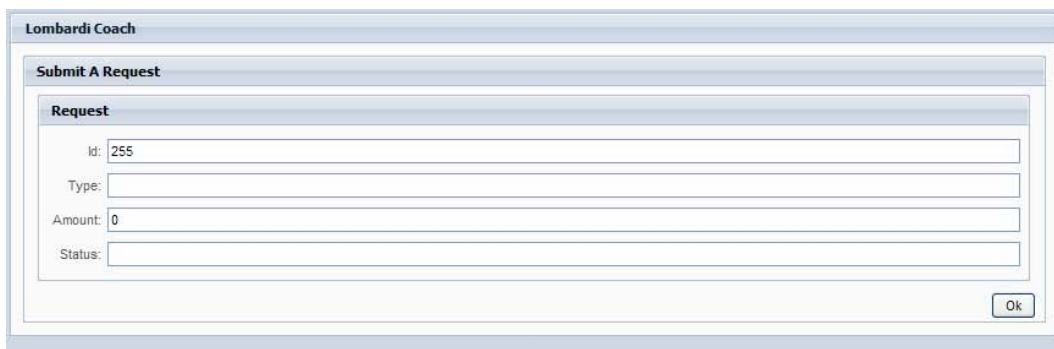 Lombardi Coach
Submit A Request
Request
Id: 255
Type:
Amount: 0
Status:
Ok